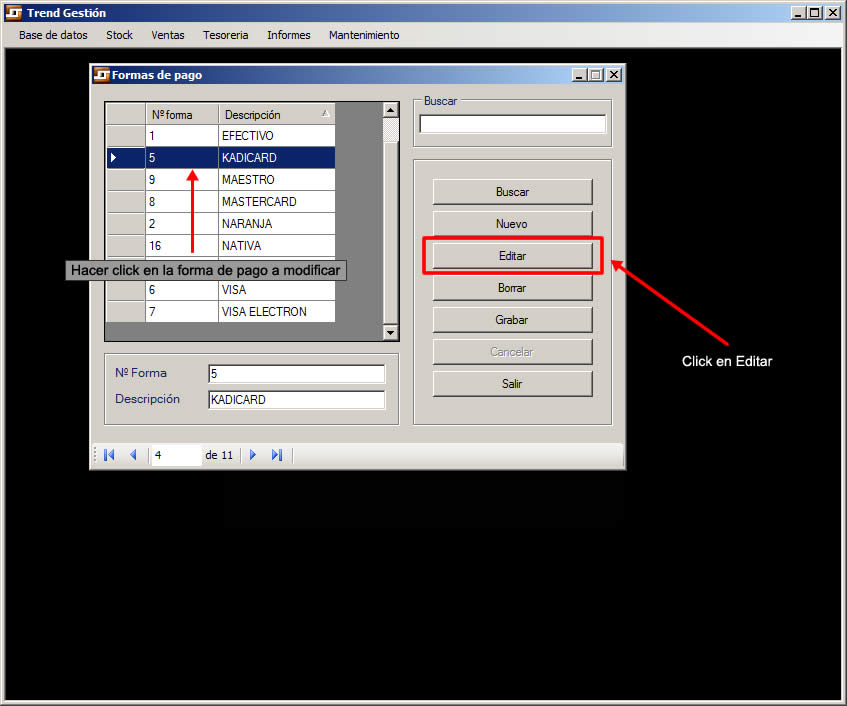 Trend Gestión
Base de datos Stock Ventas Tesoreria Informes Mantenimiento
Formas de pago
Nº forma Descripción
1 EFECTIVO
5 KADICARD
9 MAESTRO
8 MASTERCARD
2 NARANJA
16 NATIVA
Hacer click en la forma de pago a modificar
6 VISA
7 VISA ELECTRON
Nº Forma 5
Descripción KADICARD
4 de 11
Buscar
Buscar
Nuevo
Editar
Borrar
Grabar
Cancelar
Salir
Click en Editar